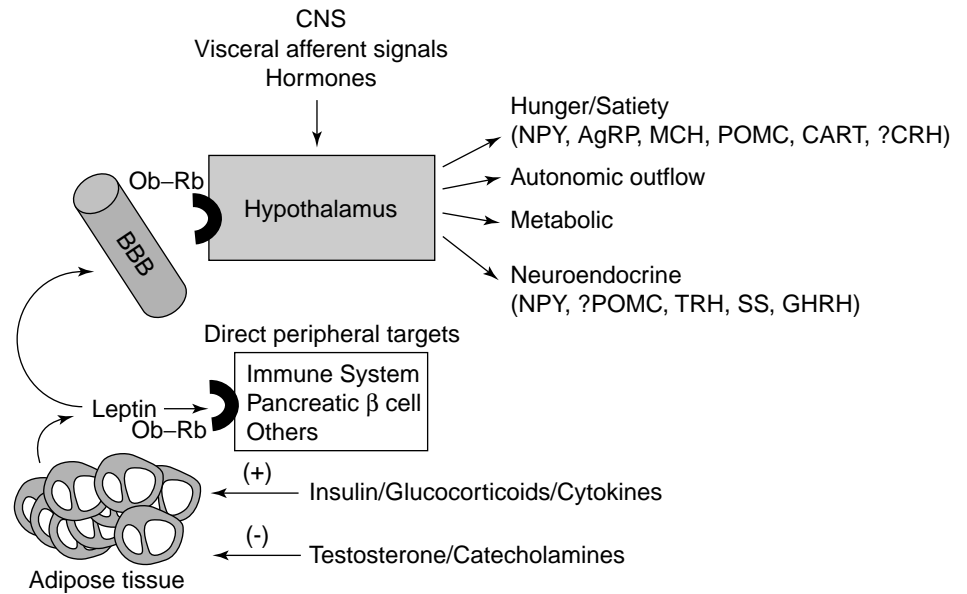 CNS
Visceral afferent signals
Hormones
Hunger/Satiety
(NPY, AgRP, MCH, POMC, CART, ?CRH)
Ob–Rb
Hypothalamus
Autonomic outflow
Metabolic
BBB
Neuroendocrine
(NPY, ?POMC, TRH, SS, GHRH)
Direct peripheral targets
Immune System
Pancreatic β cell
Others
Leptin
Ob–Rb
(+)
Insulin/Glucocorticoids/Cytokines
(-)
Testosterone/Catecholamines
Adipose tissue